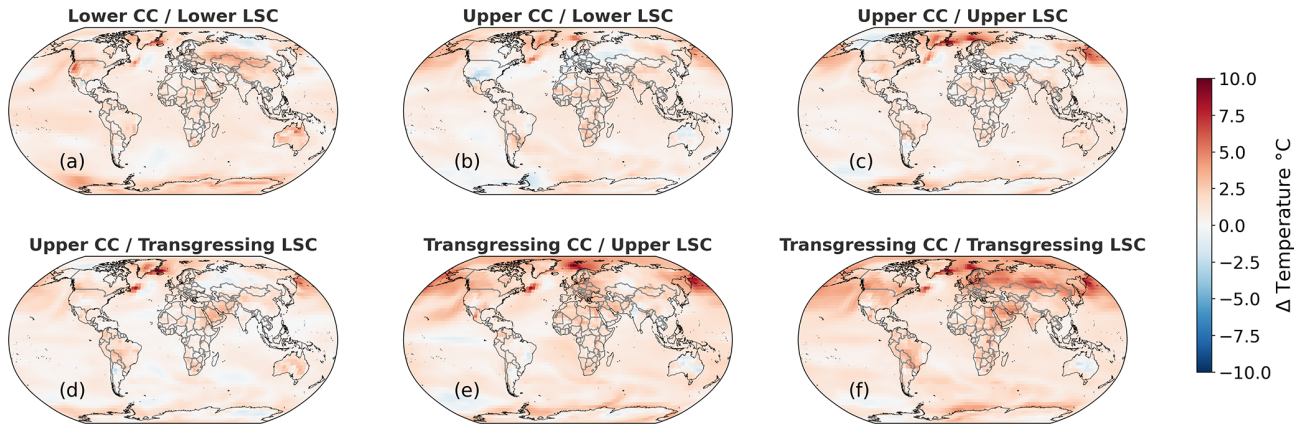 Lower CC / Lower LSC
Upper CC / Lower LSC
Upper CC / Upper LSC
(a)
(b)
(c)
Upper CC / Transgressing LSC
Transgressing CC / Upper LSC
Transgressing CC / Transgressing LSC
(d)
(e)
(f)
10.0
7.5
5.0
2.5
0.0
−2.5
−5.0
−7.5
−10.0
Δ Temperature °C